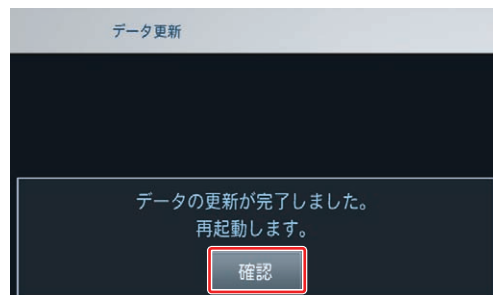 データ更新
データの更新が完了しました。
再起動します。
確認